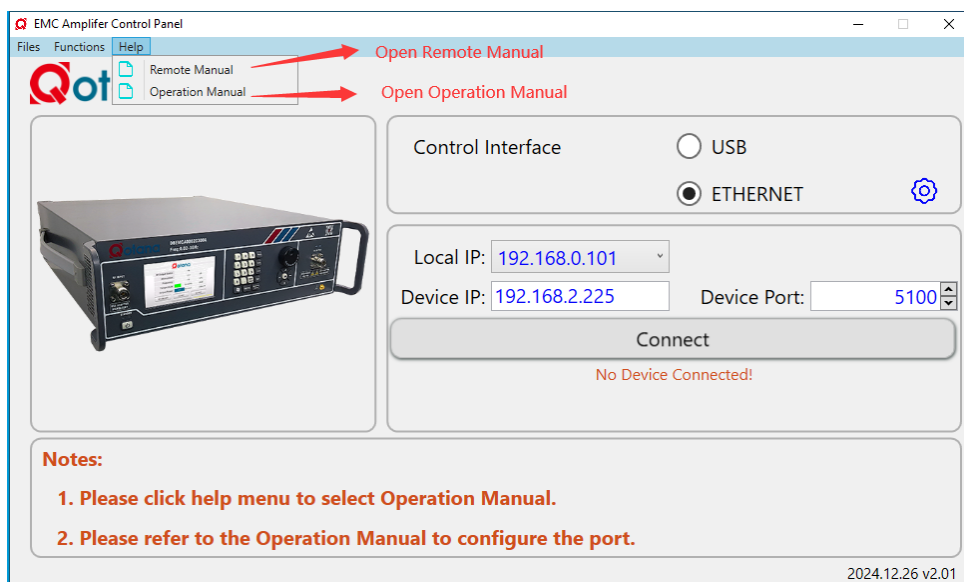 EMC Amplifer Control Panel
Files Functions Help
Remote Manual
Open Remote Manual
Operation Manual
Open Operation Manual
Qot
Control Interface
USB
ETHERNET
Local IP: 192.168.0.101
Device IP: 192.168.2.225 Device Port: 5100
Connect
No Device Connected!
Notes:
1. Please click help menu to select Operation Manual.
2. Please refer to the Operation Manual to configure the port.
2024.12.26 v2.01